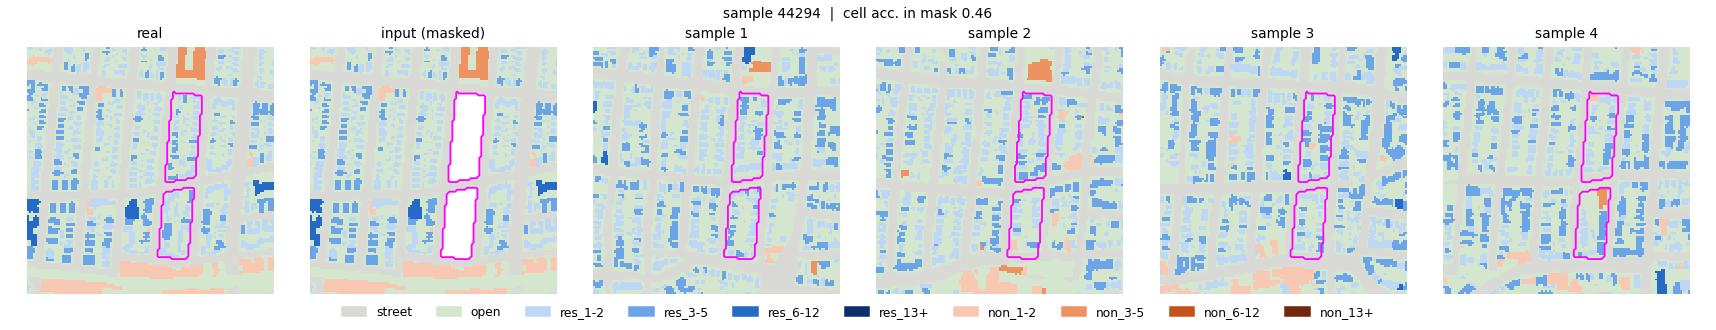 sample 44294 | cell acc. in mask 0.46
real
input (masked)
sample 1
sample 2
sample 3
sample 4
street
open
res_1-2
res_3-5
res_6-12
res_13+
non_1-2
non_3-5
non_6-12
non_13+